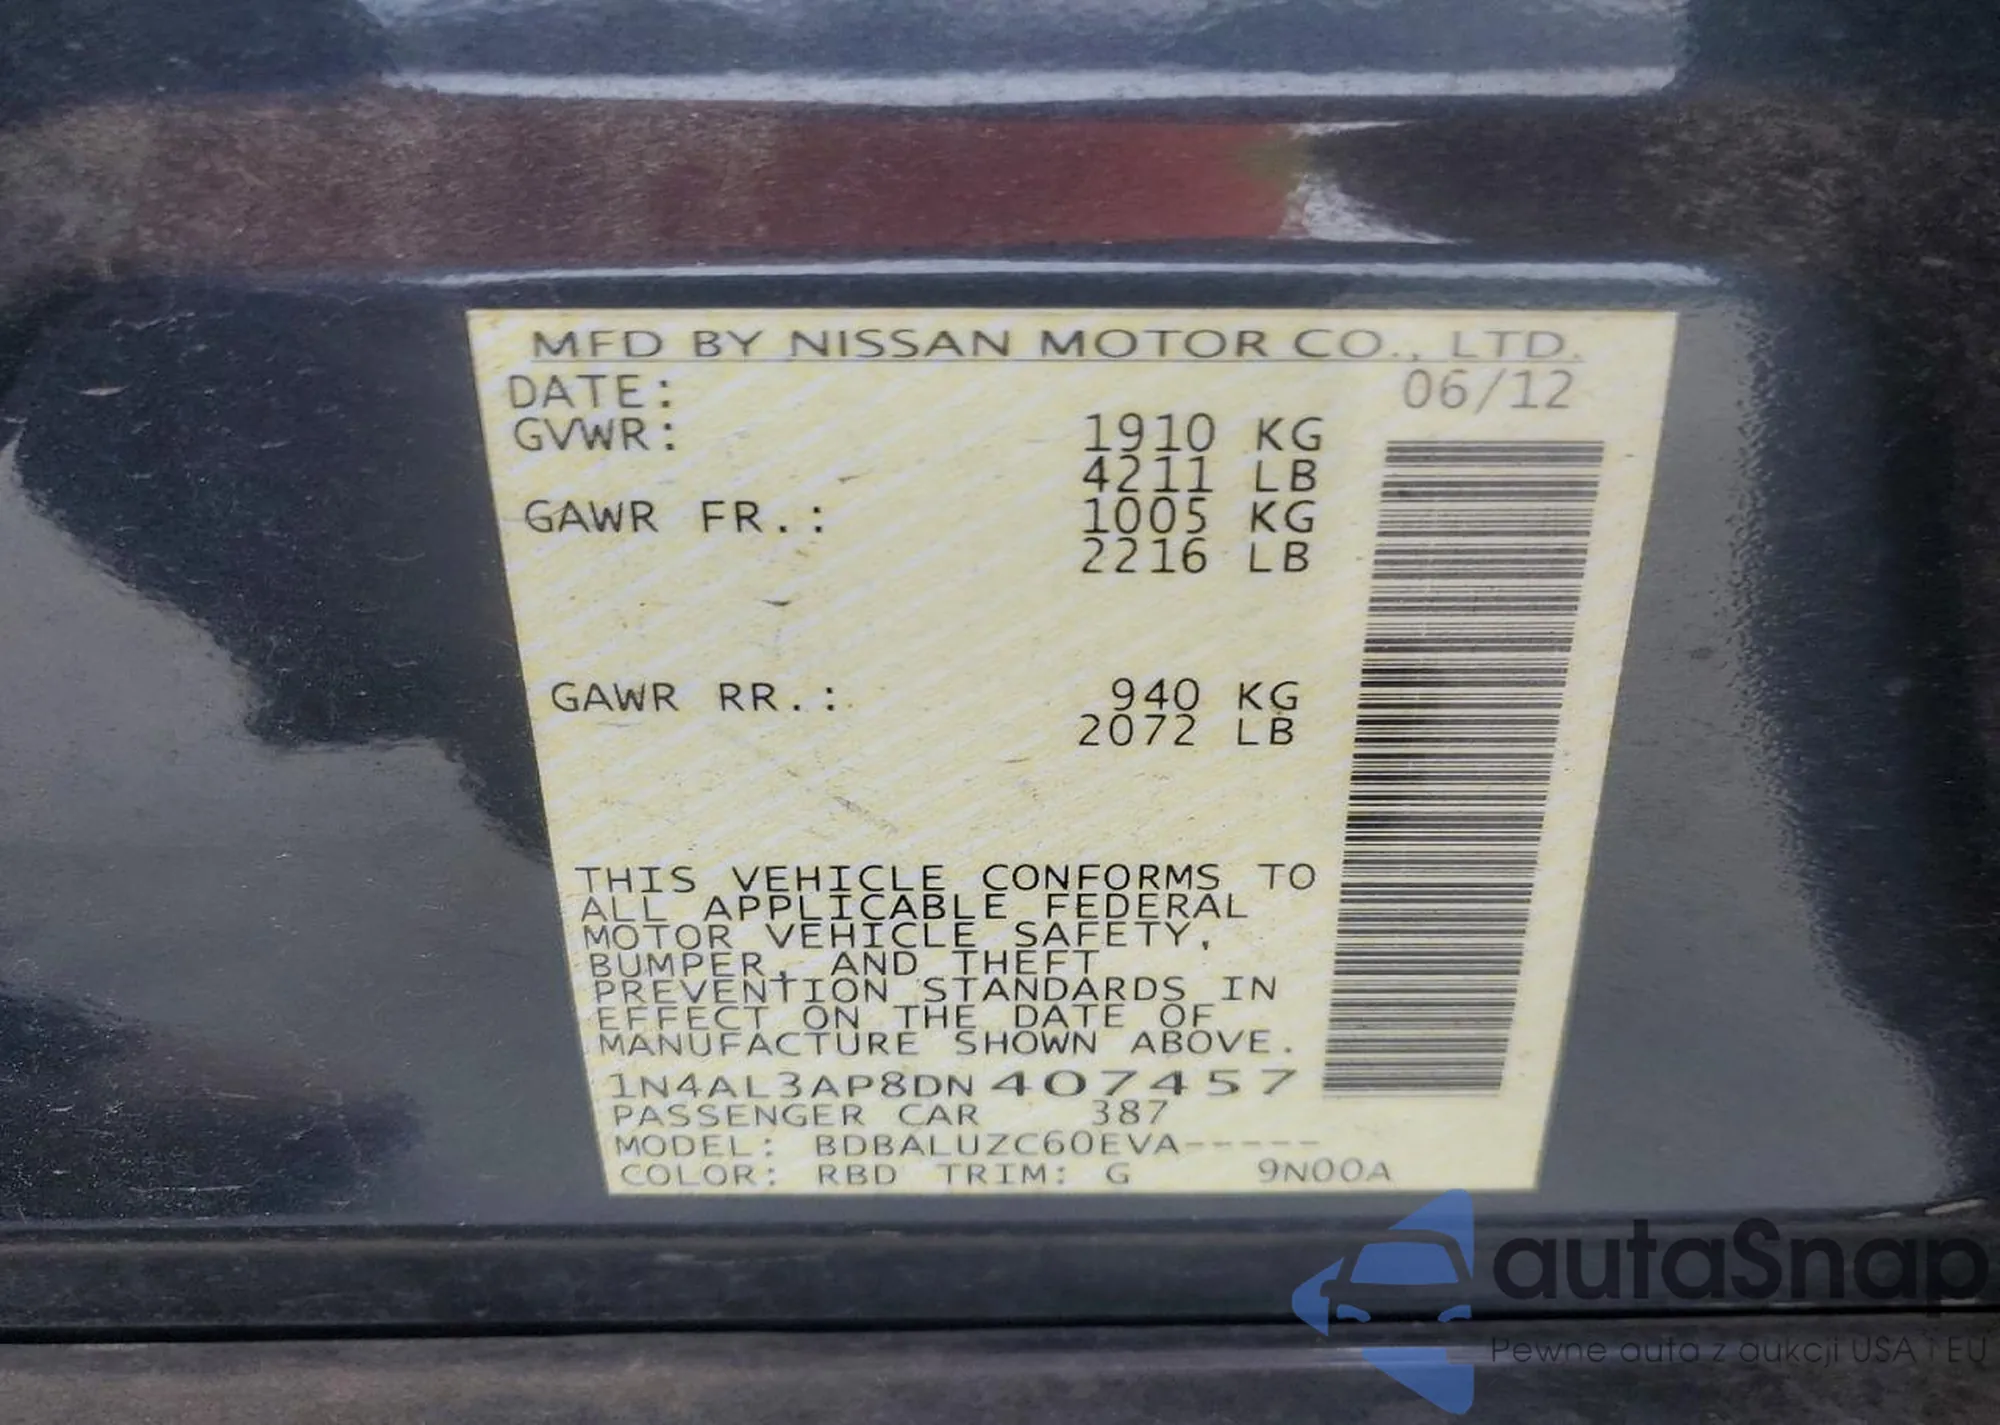 MFD BY NISSAN MOTOR CO., LTD.
DATE: 06/12
GVWR: 1910 KG
4211 LB
GAWR FR.: 1005 KG
2216 LB
GAWR RR.: 940 KG
2072 LB
THIS VEHICLE CONFORMS TO
ALL APPLICABLE FEDERAL
MOTOR VEHICLE SAFETY,
BUMPER, AND THEFT
PREVENTION STANDARDS IN
EFFECT ON THE DATE OF
MANUFACTURE SHOWN ABOVE.
1N4AL3AP8DN407457
PASSENGER CAR 387
MODEL: BDBALUZC60EVA-----
COLOR: RBD TRIM: G 9N00A
autaSnap
Pewne auta z aukcji USA i EU